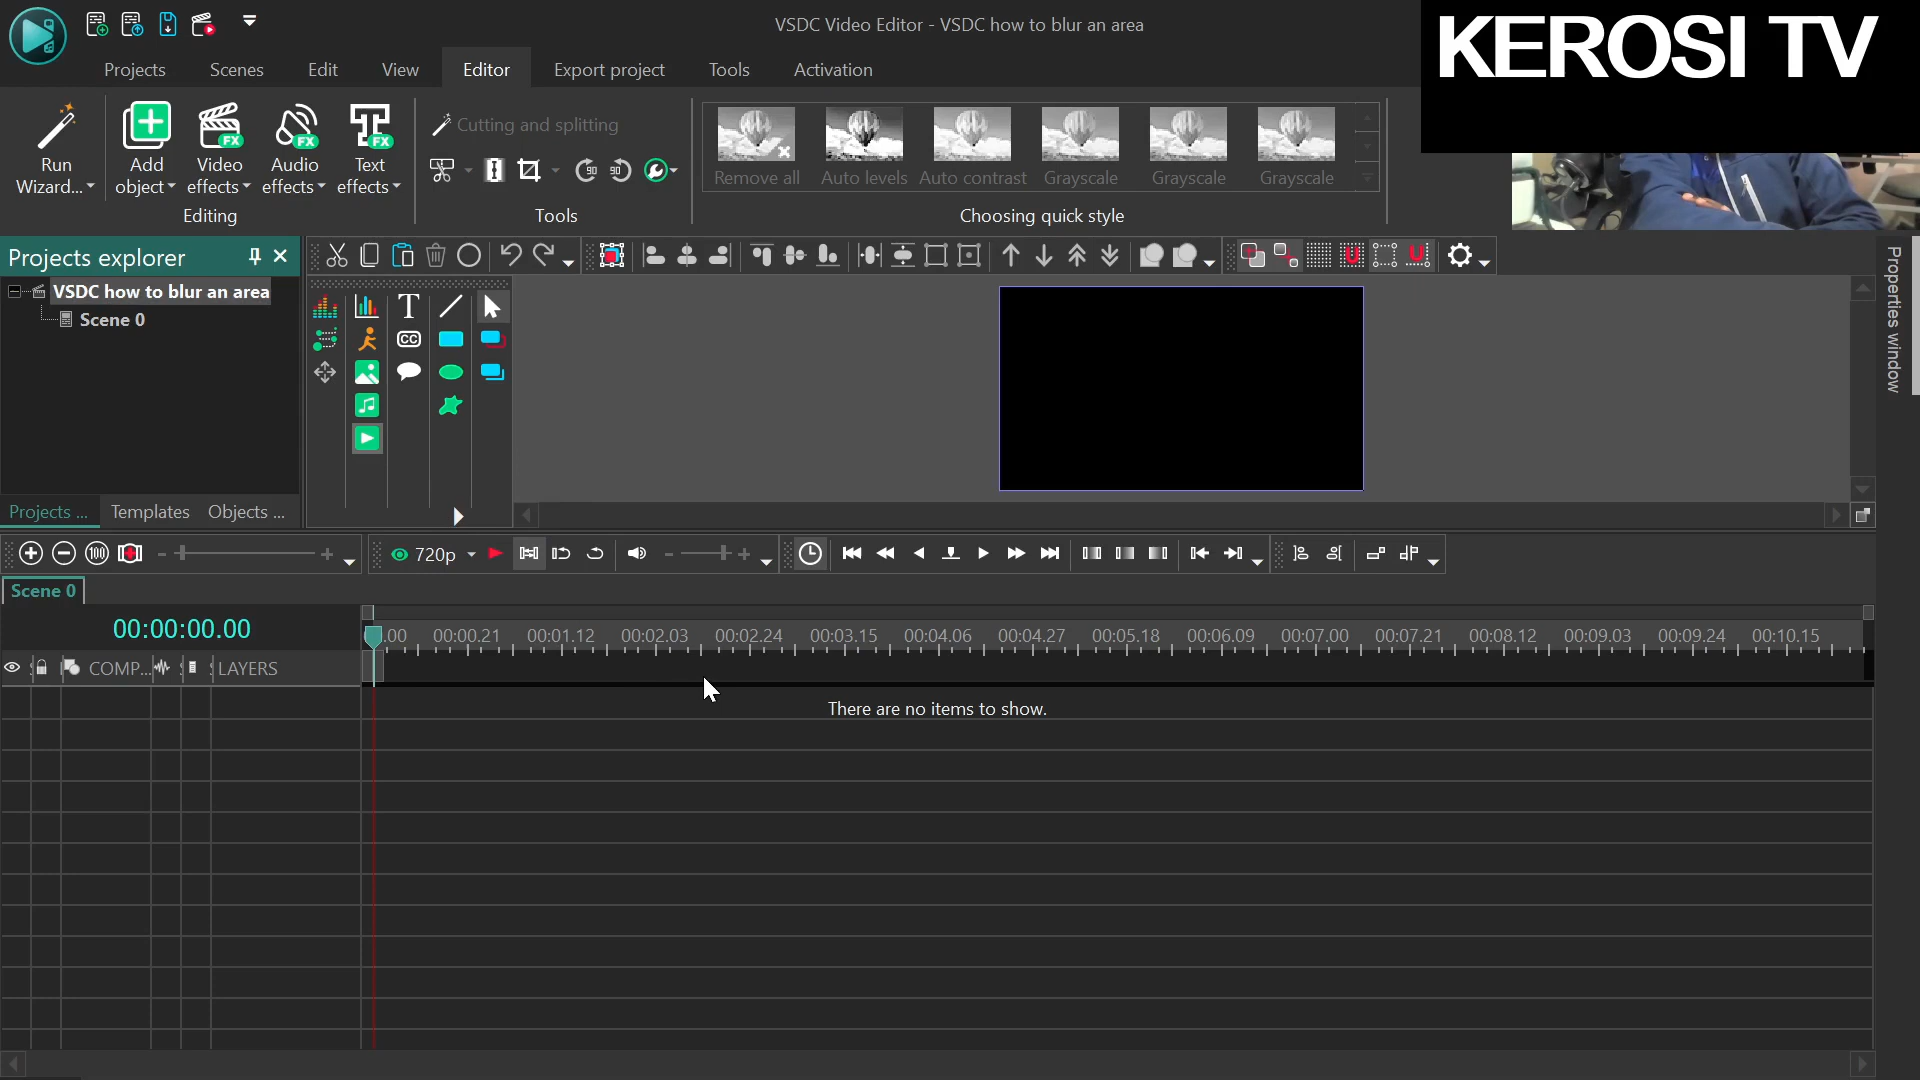 VSDC Video Editor - VSDC how to blur an area
KEROSI TV
Projects Scenes Edit View Editor Export project Tools Activation
Run Wizard...
Add object
Video effects
Audio effects
Text effects
Editing
Cutting and splitting
Tools
Remove all Auto levels Auto contrast Grayscale Grayscale Grayscale
Choosing quick style
Projects explorer
VSDC how to blur an area
Scene 0
Projects ... Templates Objects ...
Properties window
720p
Scene 0
00:00:00.00
.00 00:00.21 00:01.12 00:02.03 00:02.24 00:03.15 00:04.06 00:04.27 00:05.18 00:06.09 00:07.00 00:07.21 00:08.12 00:09.03 00:09.24 00:10.15
COMP... LAYERS
There are no items to show.